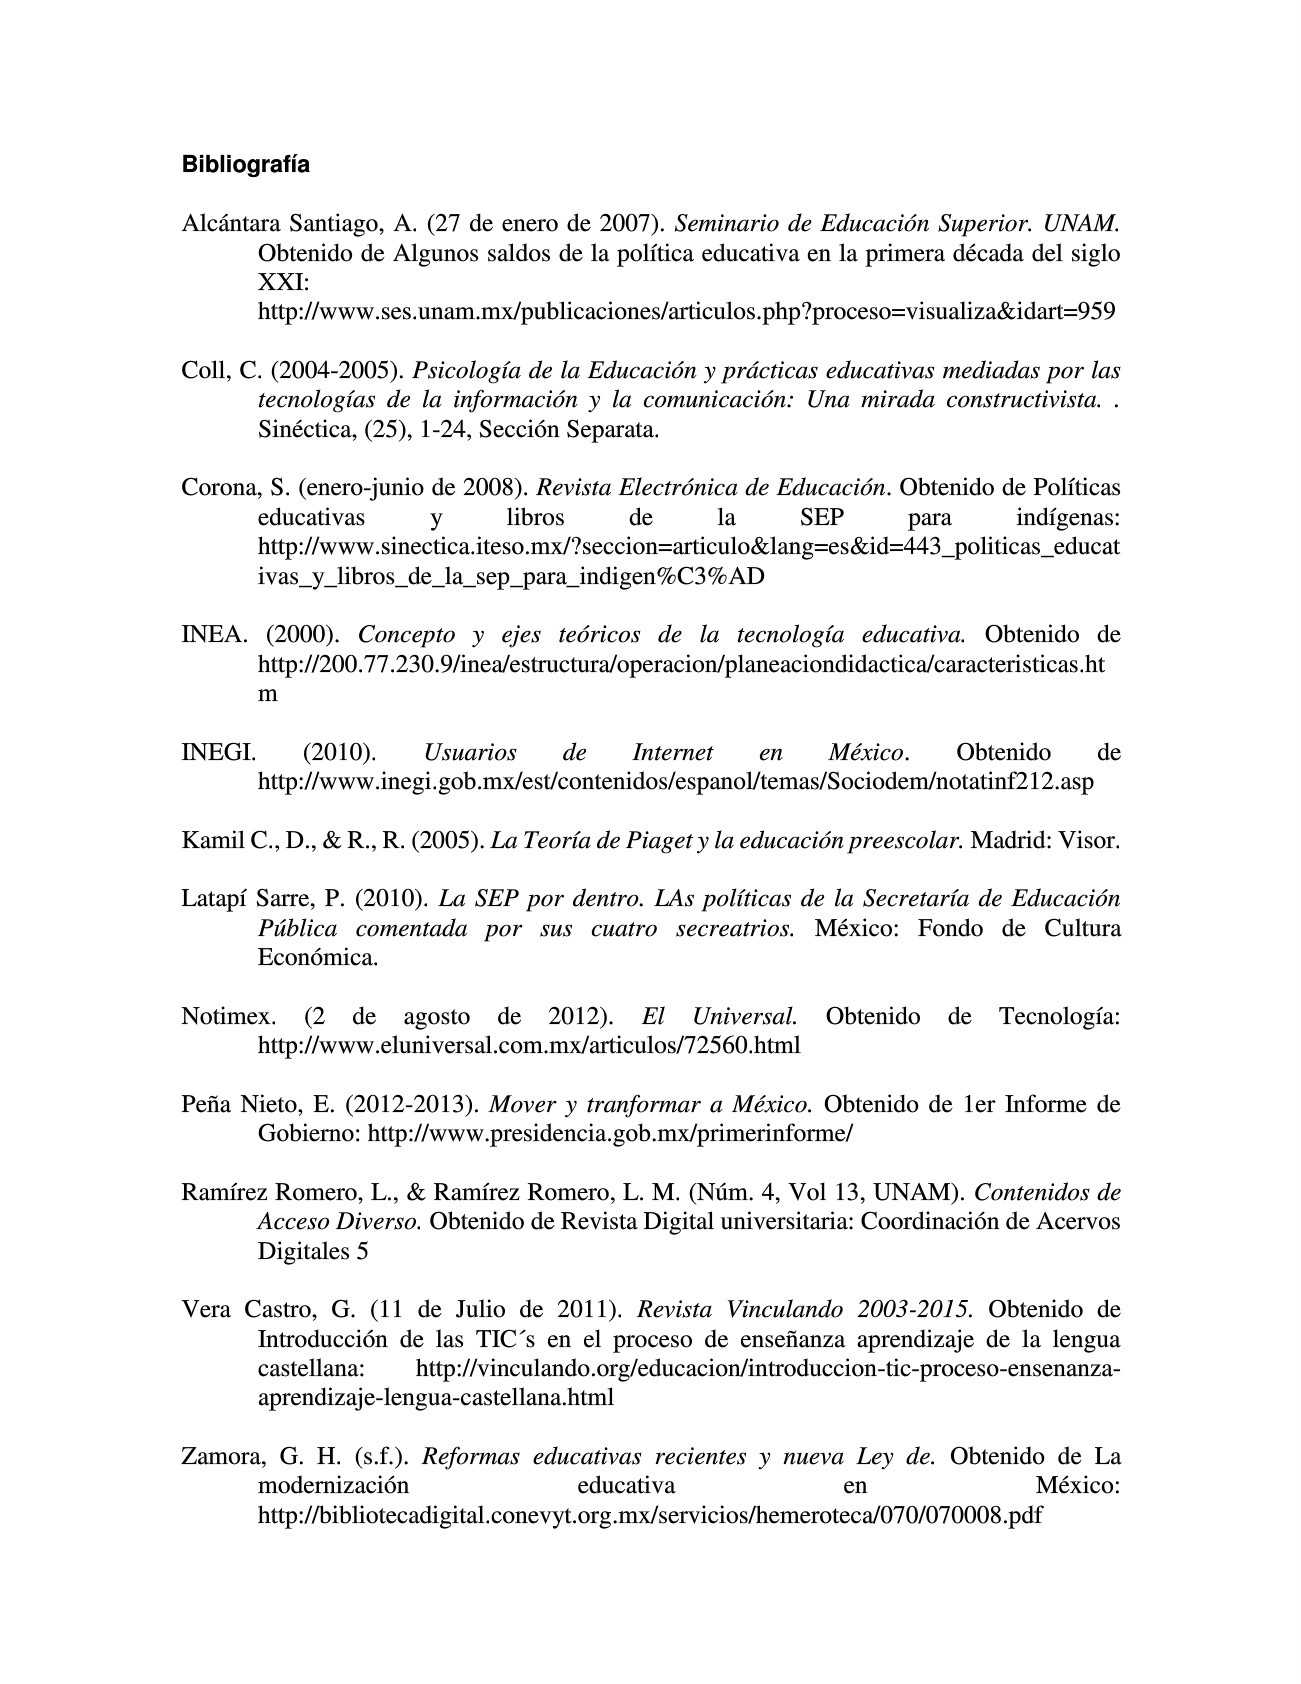 Bibliografía
Alcántara Santiago, A. (27 de enero de 2007). Seminario de Educación Superior. UNAM.
Obtenido de Algunos saldos de la política educativa en la primera década del siglo
XXI:
http://www.ses.unam.mx/publicaciones/articulos.php?proceso=visualiza&idart=959
Coll, C. (2004-2005). Psicología de la Educación y prácticas educativas mediadas por las
tecnologías de la información y la comunicación: Una mirada constructivista. .
Sinéctica, (25), 1-24, Sección Separata.
Corona, S. (enero-junio de 2008). Revista Electrónica de Educación. Obtenido de Políticas
educativas y libros de la SEP para indígenas:
http://www.sinectica.iteso.mx/?seccion=articulo&lang=es&id=443_politicas_educat
ivas_y_libros_de_la_sep_para_indigen%C3%AD
INEA. (2000). Concepto y ejes teóricos de la tecnología educativa. Obtenido de
http://200.77.230.9/inea/estructura/operacion/planeaciondidactica/caracteristicas.ht
m
INEGI. (2010). Usuarios de Internet en México. Obtenido de
http://www.inegi.gob.mx/est/contenidos/espanol/temas/Sociodem/notatinf212.asp
Kamil C., D., & R., R. (2005). La Teoría de Piaget y la educación preescolar. Madrid: Visor.
Latapí Sarre, P. (2010). La SEP por dentro. LAs políticas de la Secretaría de Educación
Pública comentada por sus cuatro secreatrios. México: Fondo de Cultura
Económica.
Notimex. (2 de agosto de 2012). El Universal. Obtenido de Tecnología:
http://www.eluniversal.com.mx/articulos/72560.html
Peña Nieto, E. (2012-2013). Mover y tranformar a México. Obtenido de 1er Informe de
Gobierno: http://www.presidencia.gob.mx/primerinforme/
Ramírez Romero, L., & Ramírez Romero, L. M. (Núm. 4, Vol 13, UNAM). Contenidos de
Acceso Diverso. Obtenido de Revista Digital universitaria: Coordinación de Acervos
Digitales 5
Vera Castro, G. (11 de Julio de 2011). Revista Vinculando 2003-2015. Obtenido de
Introducción de las TIC´s en el proceso de enseñanza aprendizaje de la lengua
castellana: http://vinculando.org/educacion/introduccion-tic-proceso-ensenanza-
aprendizaje-lengua-castellana.html
Zamora, G. H. (s.f.). Reformas educativas recientes y nueva Ley de. Obtenido de La
modernización educativa en México:
http://bibliotecadigital.conevyt.org.mx/servicios/hemeroteca/070/070008.pdf